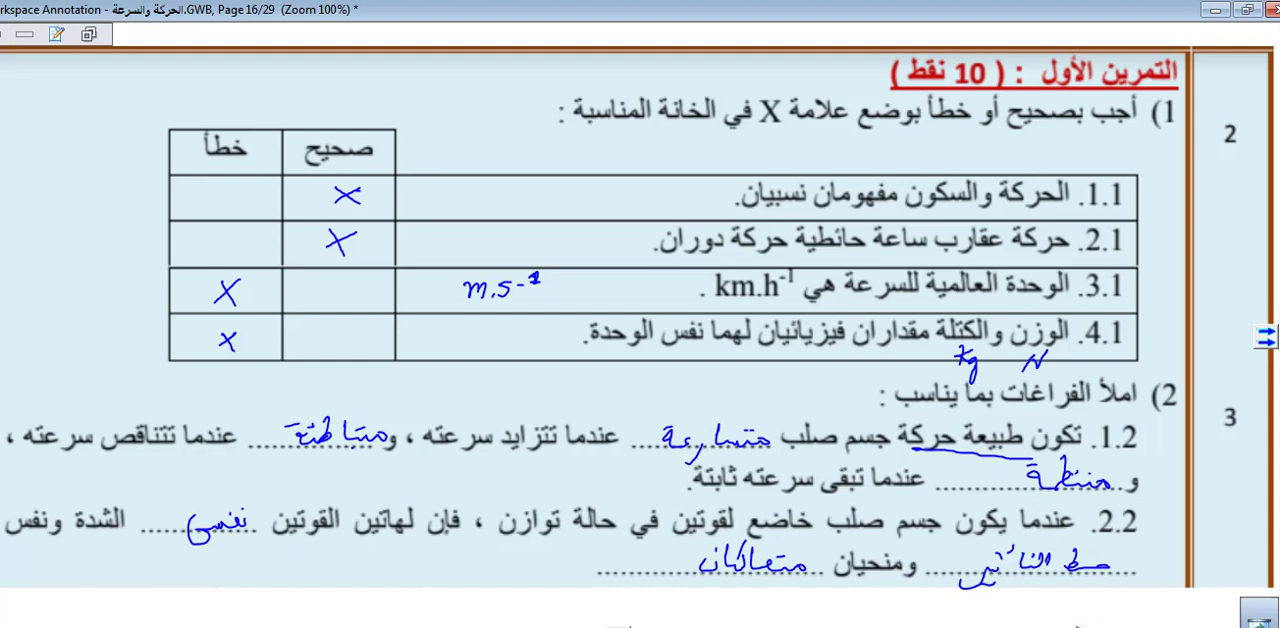 rkspace Annotation - الحركة والسرعة.GWB, Page 16/29 (Zoom 100%) *
التمرين الأول : ( 10 نقط )
1) أجب بصحيح أو خطأ بوضع علامة X في الخانة المناسبة :
2
صحيح خطأ
1.1. الحركة والسكون مفهومان نسبيان. X
2.1. حركة عقارب ساعة حائطية حركة دوران. X
3.1. الوحدة العالمية للسرعة هي km.h-1 . m.s-1 X
4.1. الوزن والكتلة مقداران فيزيائيان لهما نفس الوحدة. X
N Kg
2) املأ الفراغات بما يناسب :
3
1.2. تكون طبيعة حركة جسم صلب متسارعة عندما تتزايد سرعته ، ومتباطئة عندما تتناقص سرعته ،
و منتظمة عندما تبقى سرعته ثابتة.
2.2. عندما يكون جسم صلب خاضع لقوتين في حالة توازن ، فإن لهاتين القوتين نفس الشدة ونفس
خط التأثير ومنحيان متعاكسان